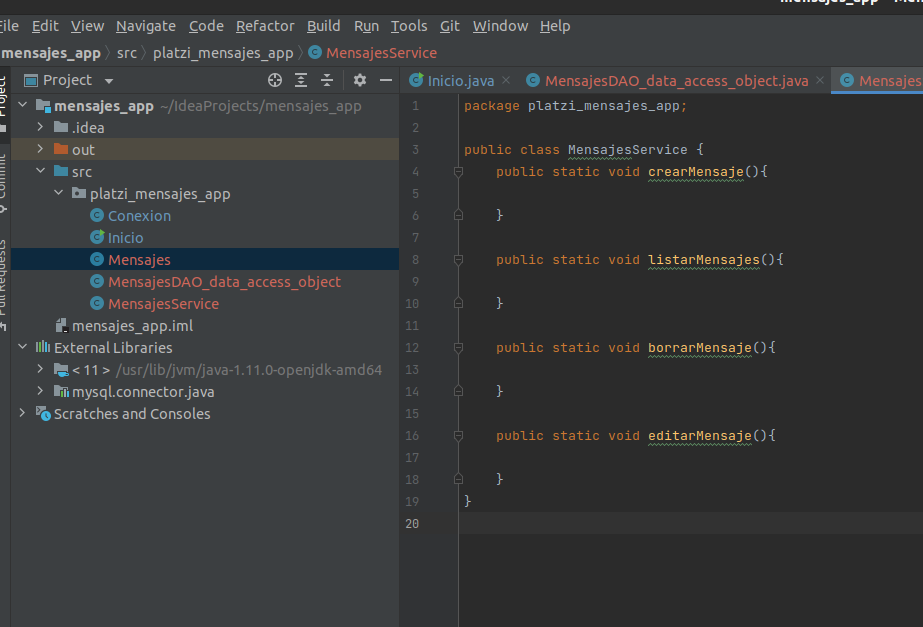 File Edit View Navigate Code Refactor Build Run Tools Git Window Help
mensajes_app src platzi_mensajes_app MensajesService
Project
Inicio.java MensajesDAO_data_access_object.java Mensajes
mensajes_app ~/IdeaProjects/mensajes_app
.idea
out
src
platzi_mensajes_app
Conexion
Inicio
Mensajes
MensajesDAO_data_access_object
MensajesService
mensajes_app.iml
External Libraries
< 11 > /usr/lib/jvm/java-1.11.0-openjdk-amd64
mysql.connector.java
Scratches and Consoles
Project
Commit
Pull Requests
1 package platzi_mensajes_app;
2
3 public class MensajesService {
4 public static void crearMensaje(){
5
6 }
7
8 public static void listarMensajes(){
9
10 }
11
12 public static void borrarMensaje(){
13
14 }
15
16 public static void editarMensaje(){
17
18 }
19 }
20